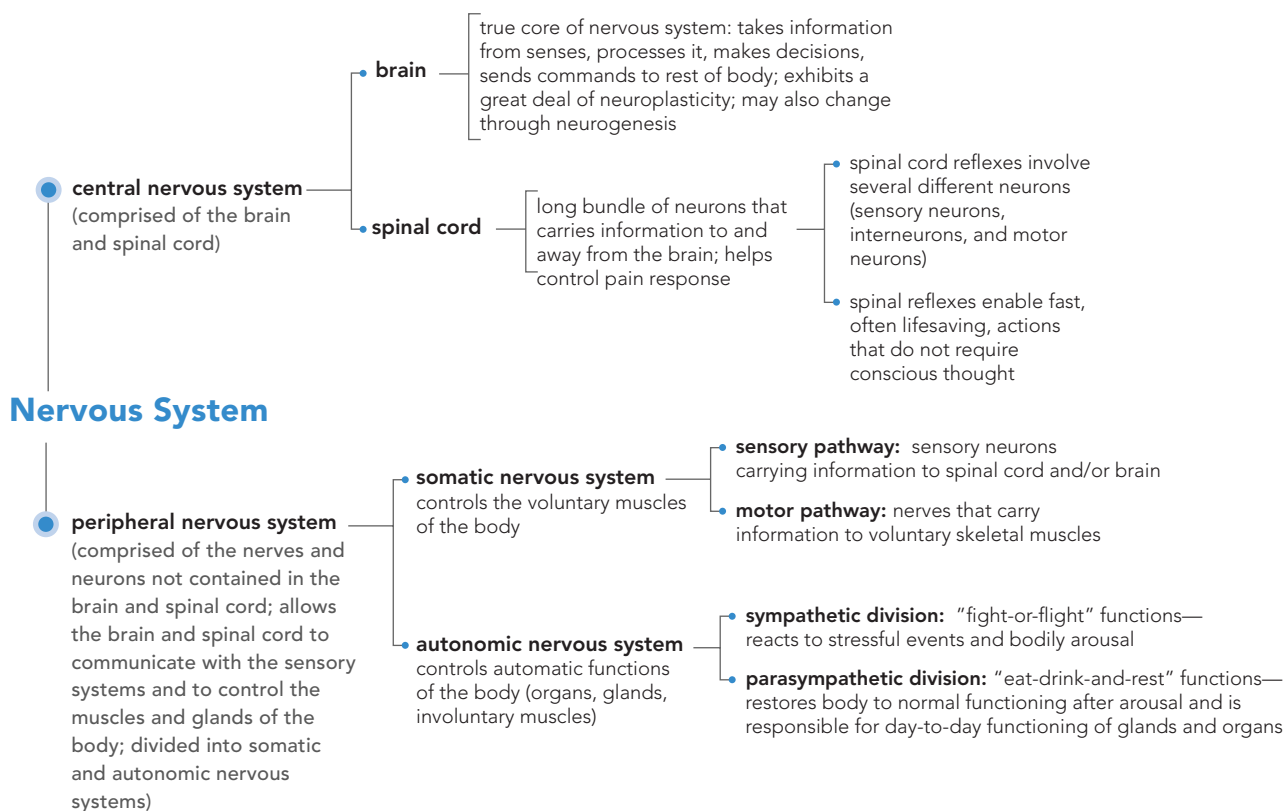 true core of nervous system: takes information
from senses, processes it, makes decisions,
sends commands to rest of body; exhibits a
great deal of neuroplasticity; may also change
through neurogenesis
brain
central nervous system
(comprised of the brain
and spinal cord)
spinal cord
long bundle of neurons that
carries information to and
away from the brain; helps
control pain response
spinal cord reflexes involve
several different neurons
(sensory neurons,
interneurons, and motor
neurons)
spinal reflexes enable fast,
often lifesaving, actions
that do not require
conscious thought
Nervous System
peripheral nervous system
(comprised of the nerves and
neurons not contained in the
brain and spinal cord; allows
the brain and spinal cord to
communicate with the sensory
systems and to control the
muscles and glands of the
body; divided into somatic
and autonomic nervous
systems)
somatic nervous system
controls the voluntary muscles
of the body
sensory pathway: sensory neurons
carrying information to spinal cord and/or brain
motor pathway: nerves that carry
information to voluntary skeletal muscles
autonomic nervous system
controls automatic functions
of the body (organs, glands,
involuntary muscles)
sympathetic division: “fight-or-flight” functions—
reacts to stressful events and bodily arousal
parasympathetic division: “eat-drink-and-rest” functions—
restores body to normal functioning after arousal and is
responsible for day-to-day functioning of glands and organs